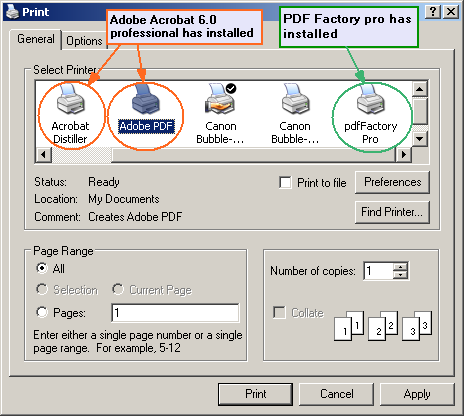 Print
General
Options
Adobe Acrobat 6.0
professional has installed
PDF Factory pro has
installed
Select Printer
Acrobat
Distiller
Adobe PDF
Canon
Bubble-...
Canon
Bubble-...
pdfFactory
Pro
Status: Ready
Location: My Documents
Comment: Creates Adobe PDF
Print to file
Preferences
Find Printer...
Page Range
All
Selection
Current Page
Pages: 1
Enter either a single page number or a single
page range. For example, 5-12
Number of copies: 1
Collate
1 1 2 2 3 3
Print
Cancel
Apply